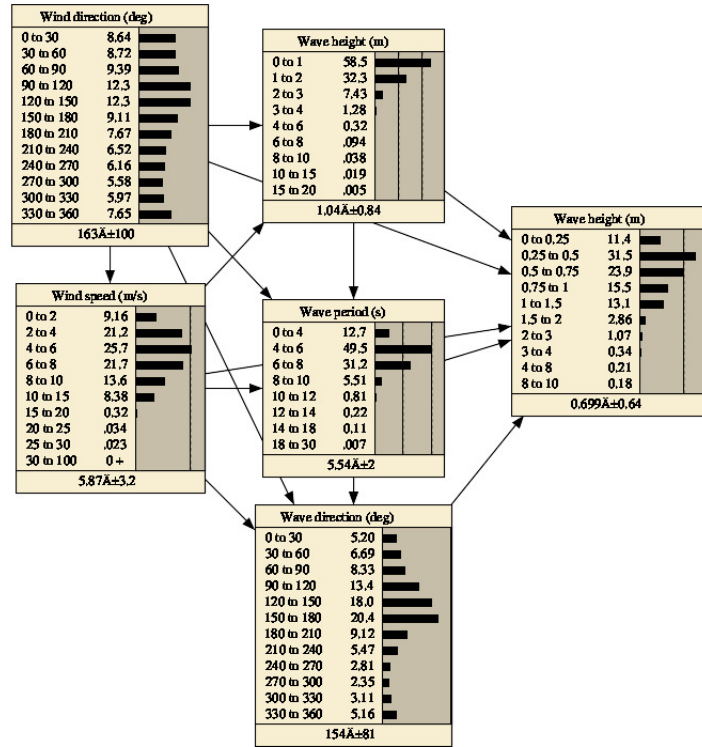 Wind direction (deg)
0 to 30 8.64
30 to 60 8.72
60 to 90 9.39
90 to 120 12.3
120 to 150 12.3
150 to 180 9.11
180 to 210 7.67
210 to 240 6.52
240 to 270 6.16
270 to 300 5.58
300 to 330 5.97
330 to 360 7.65
163Ä±100
Wave height (m)
0 to 1 58.5
1 to 2 32.3
2 to 3 7.43
3 to 4 1.28
4 to 6 0.32
6 to 8 .094
8 to 10 .038
10 to 15 .019
15 to 20 .005
1.04Ä±0.84
Wave height (m)
0 to 0.25 11.4
0.25 to 0.5 31.5
0.5 to 0.75 23.9
0.75 to 1 15.5
1 to 1.5 13.1
1.5 to 2 2.86
2 to 3 1.07
3 to 4 0.34
4 to 8 0.21
8 to 10 0.18
0.699Ä±0.64
Wind speed (m/s)
0 to 2 9.16
2 to 4 21.2
4 to 6 25.7
6 to 8 21.7
8 to 10 13.6
10 to 15 8.38
15 to 20 0.32
20 to 25 .034
25 to 30 .023
30 to 100 0 +
5.87Ä±3.2
Wave period (s)
0 to 4 12.7
4 to 6 49.5
6 to 8 31.2
8 to 10 5.51
10 to 12 0.81
12 to 14 0.22
14 to 18 0.11
18 to 30 .007
5.54Ä±2
Wave direction (deg)
0 to 30 5.20
30 to 60 6.69
60 to 90 8.33
90 to 120 13.4
120 to 150 18.0
150 to 180 20.4
180 to 210 9.12
210 to 240 5.47
240 to 270 2.81
270 to 300 2.35
300 to 330 3.11
330 to 360 5.16
154Ä±81